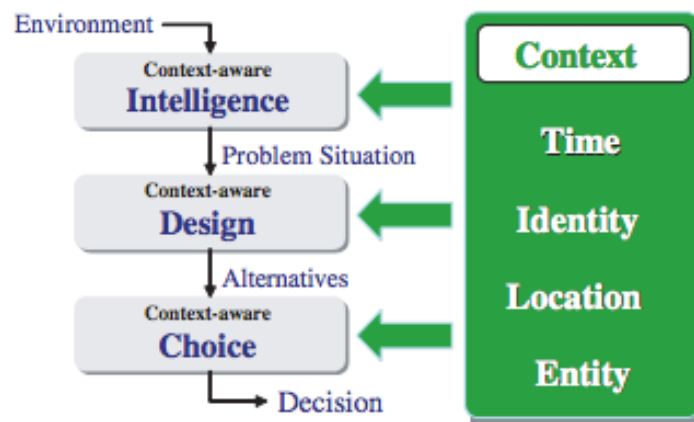 Environment
Context-aware
Intelligence
Problem Situation
Context-aware
Design
Alternatives
Context-aware
Choice
Decision
Context
Time
Identity
Location
Entity